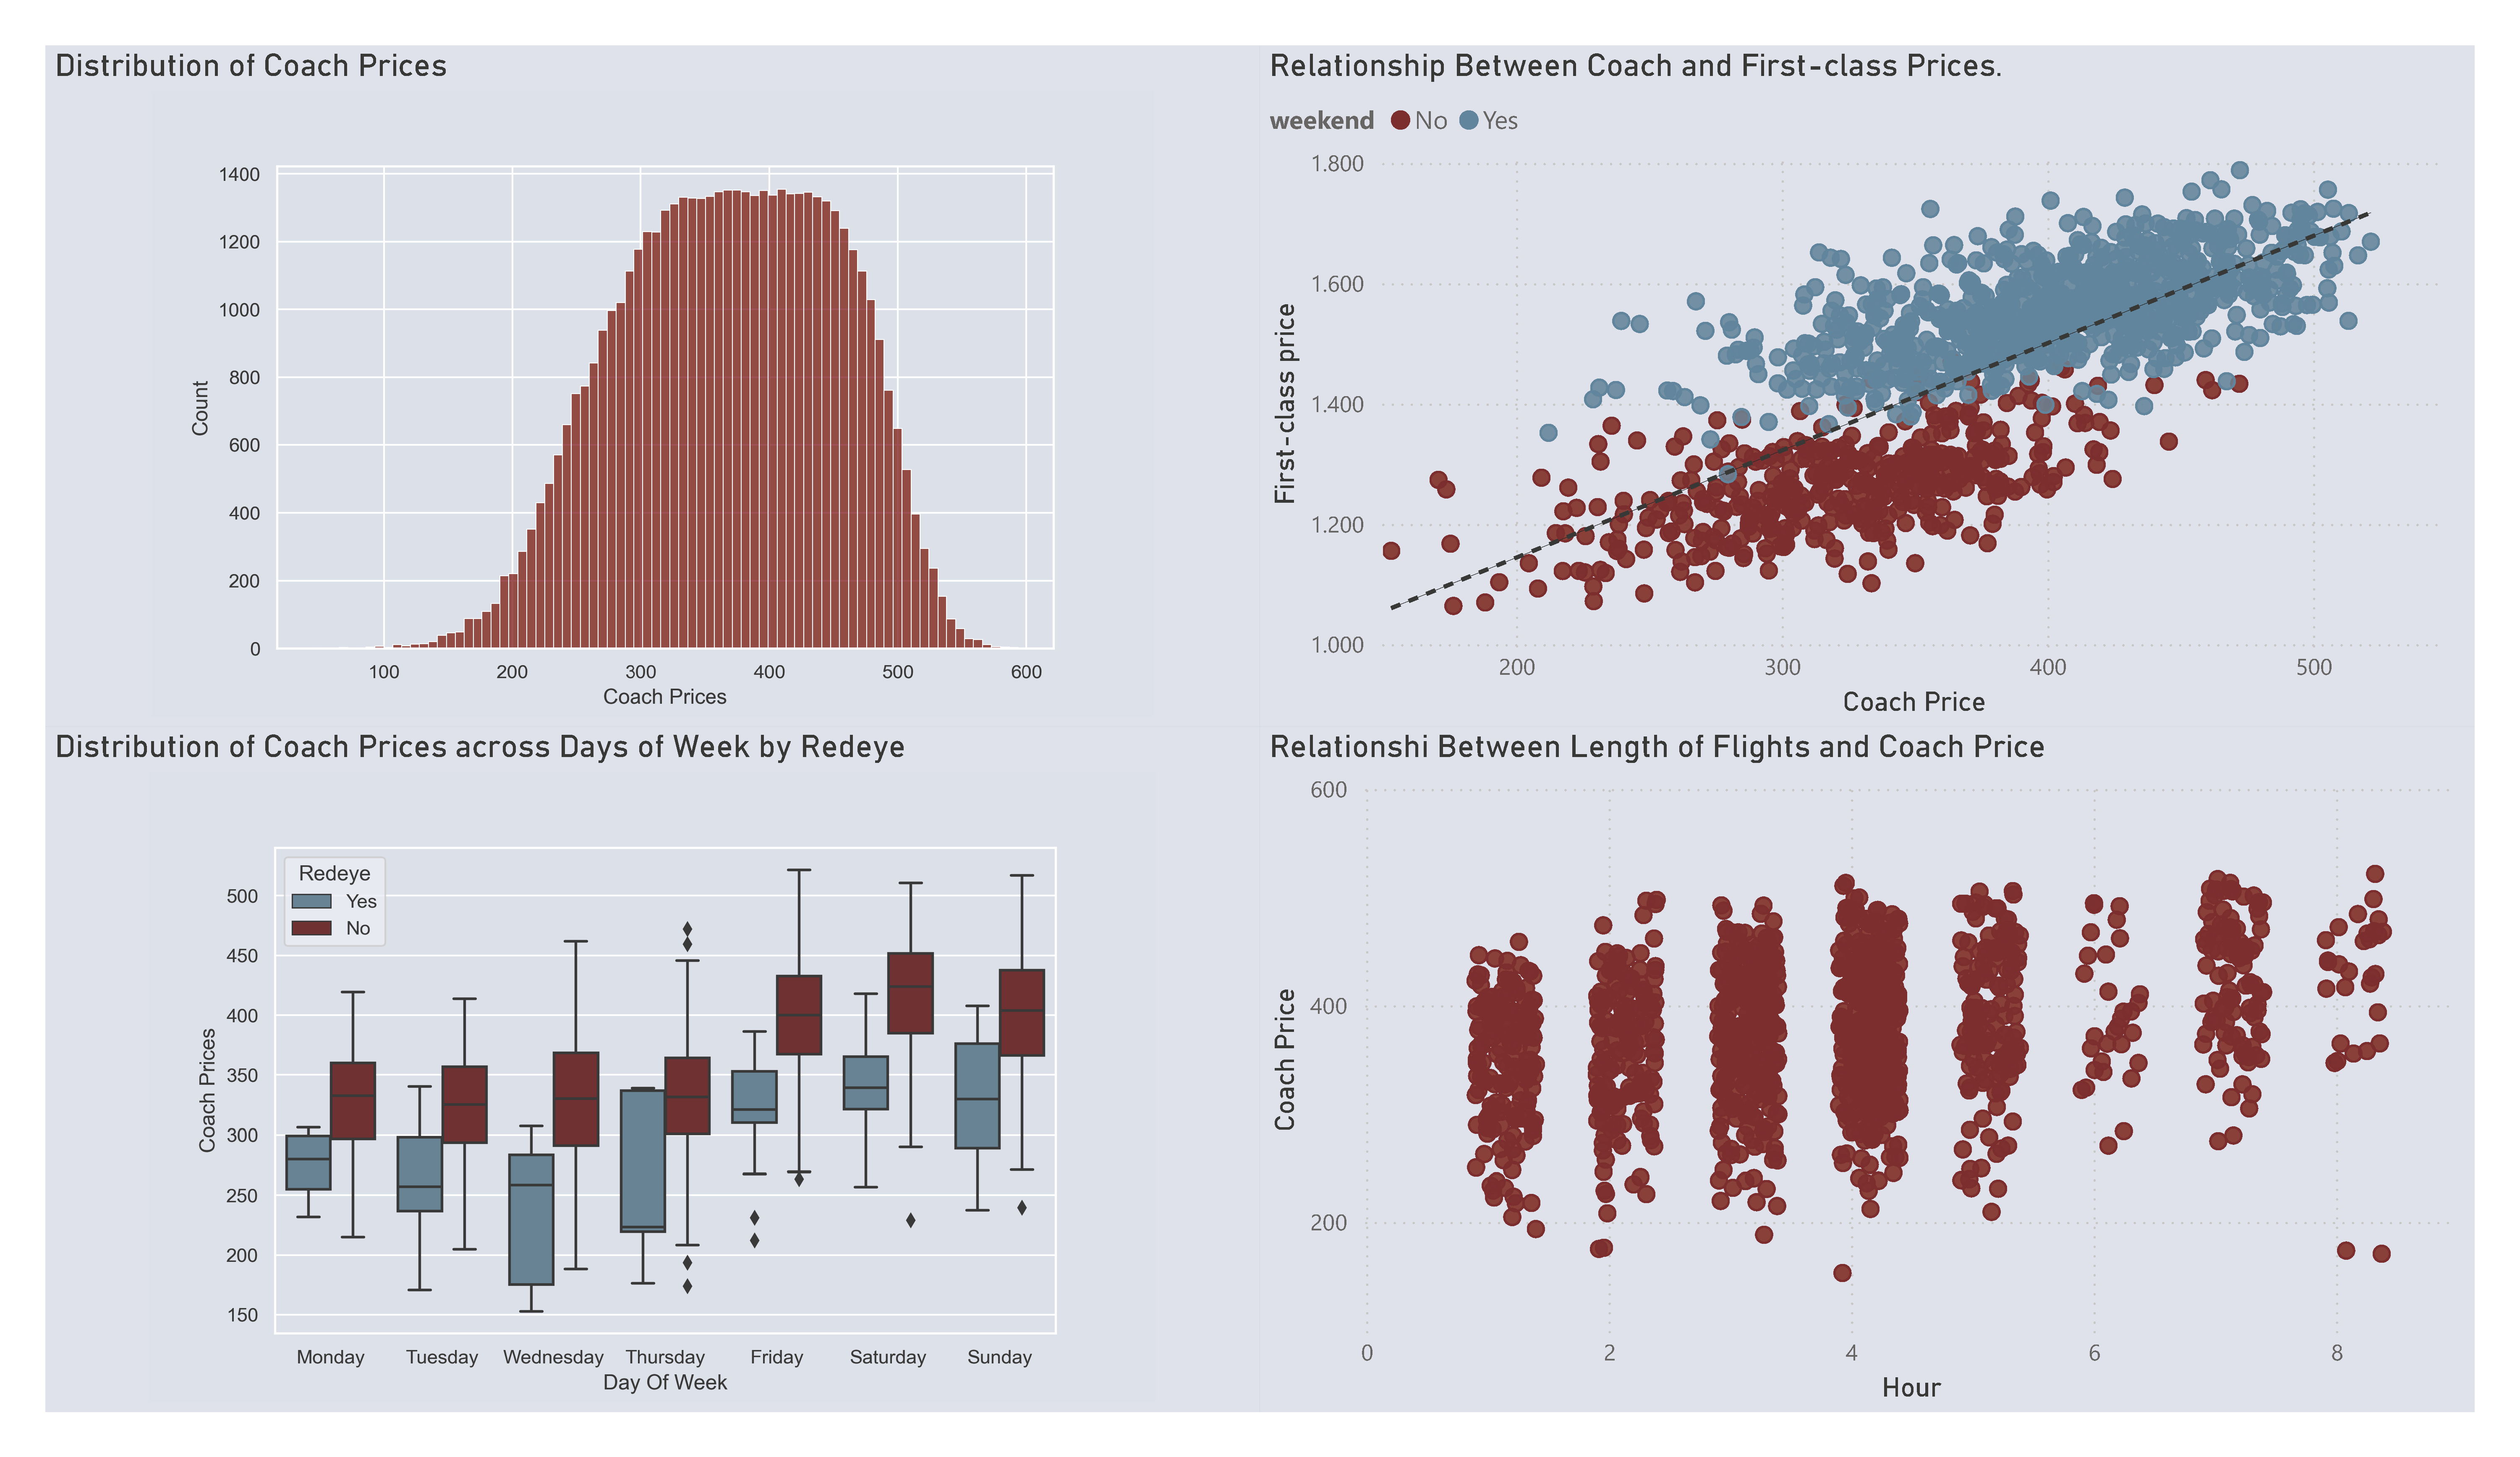 Distribution of Coach Prices
1400
1200
1000
800
600
400
200
0
Count
100 200 300 400 500 600
Coach Prices
Relationship Between Coach and First-class Prices.
weekend No Yes
1.800
1.600
1.400
1.200
1.000
First-class price
200 300 400 500
Coach Price
Distribution of Coach Prices across Days of Week by Redeye
Redeye
Yes
No
500
450
400
350
300
250
200
150
Coach Prices
Monday Tuesday Wednesday Thursday Friday Saturday Sunday
Day Of Week
Relationshi Between Length of Flights and Coach Price
600
400
200
Coach Price
0 2 4 6 8
Hour